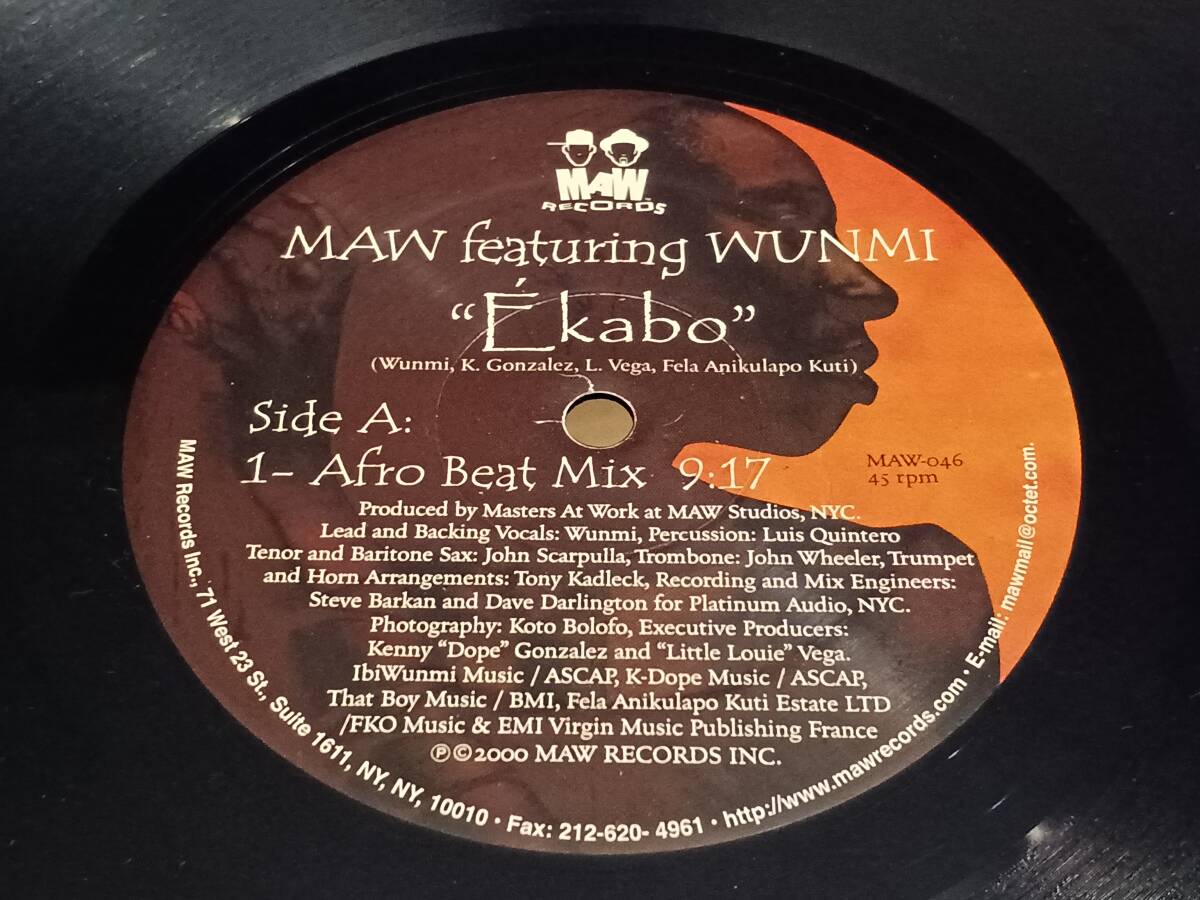 MAW
RECORDS
MAW featuring WUNMI
“Ékabo”
(Wunmi, K. Gonzalez, L. Vega, Fela Anikulapo Kuti)
Side A:
1- Afro Beat Mix 9:17
MAW-046
45 rpm
Produced by Masters At Work at MAW Studios, NYC.
Lead and Backing Vocals: Wunmi, Percussion: Luis Quintero
Tenor and Baritone Sax: John Scarpulla, Trombone: John Wheeler, Trumpet
and Horn Arrangements: Tony Kadleck, Recording and Mix Engineers:
Steve Barkan and Dave Darlington for Platinum Audio, NYC.
Photography: Koto Bolofo, Executive Producers:
Kenny “Dope” Gonzalez and “Little Louie” Vega.
IbiWunmi Music / ASCAP, K-Dope Music / ASCAP,
That Boy Music / BMI, Fela Anikulapo Kuti Estate LTD
/FKO Music & EMI Virgin Music Publishing France
℗©2000 MAW RECORDS INC.
MAW Records Inc., 71 West 23 St., Suite 1611, NY, NY, 10010 • Fax: 212-620- 4961 • http://www.mawrecords.com • E-mail: mawmail@octet.com.